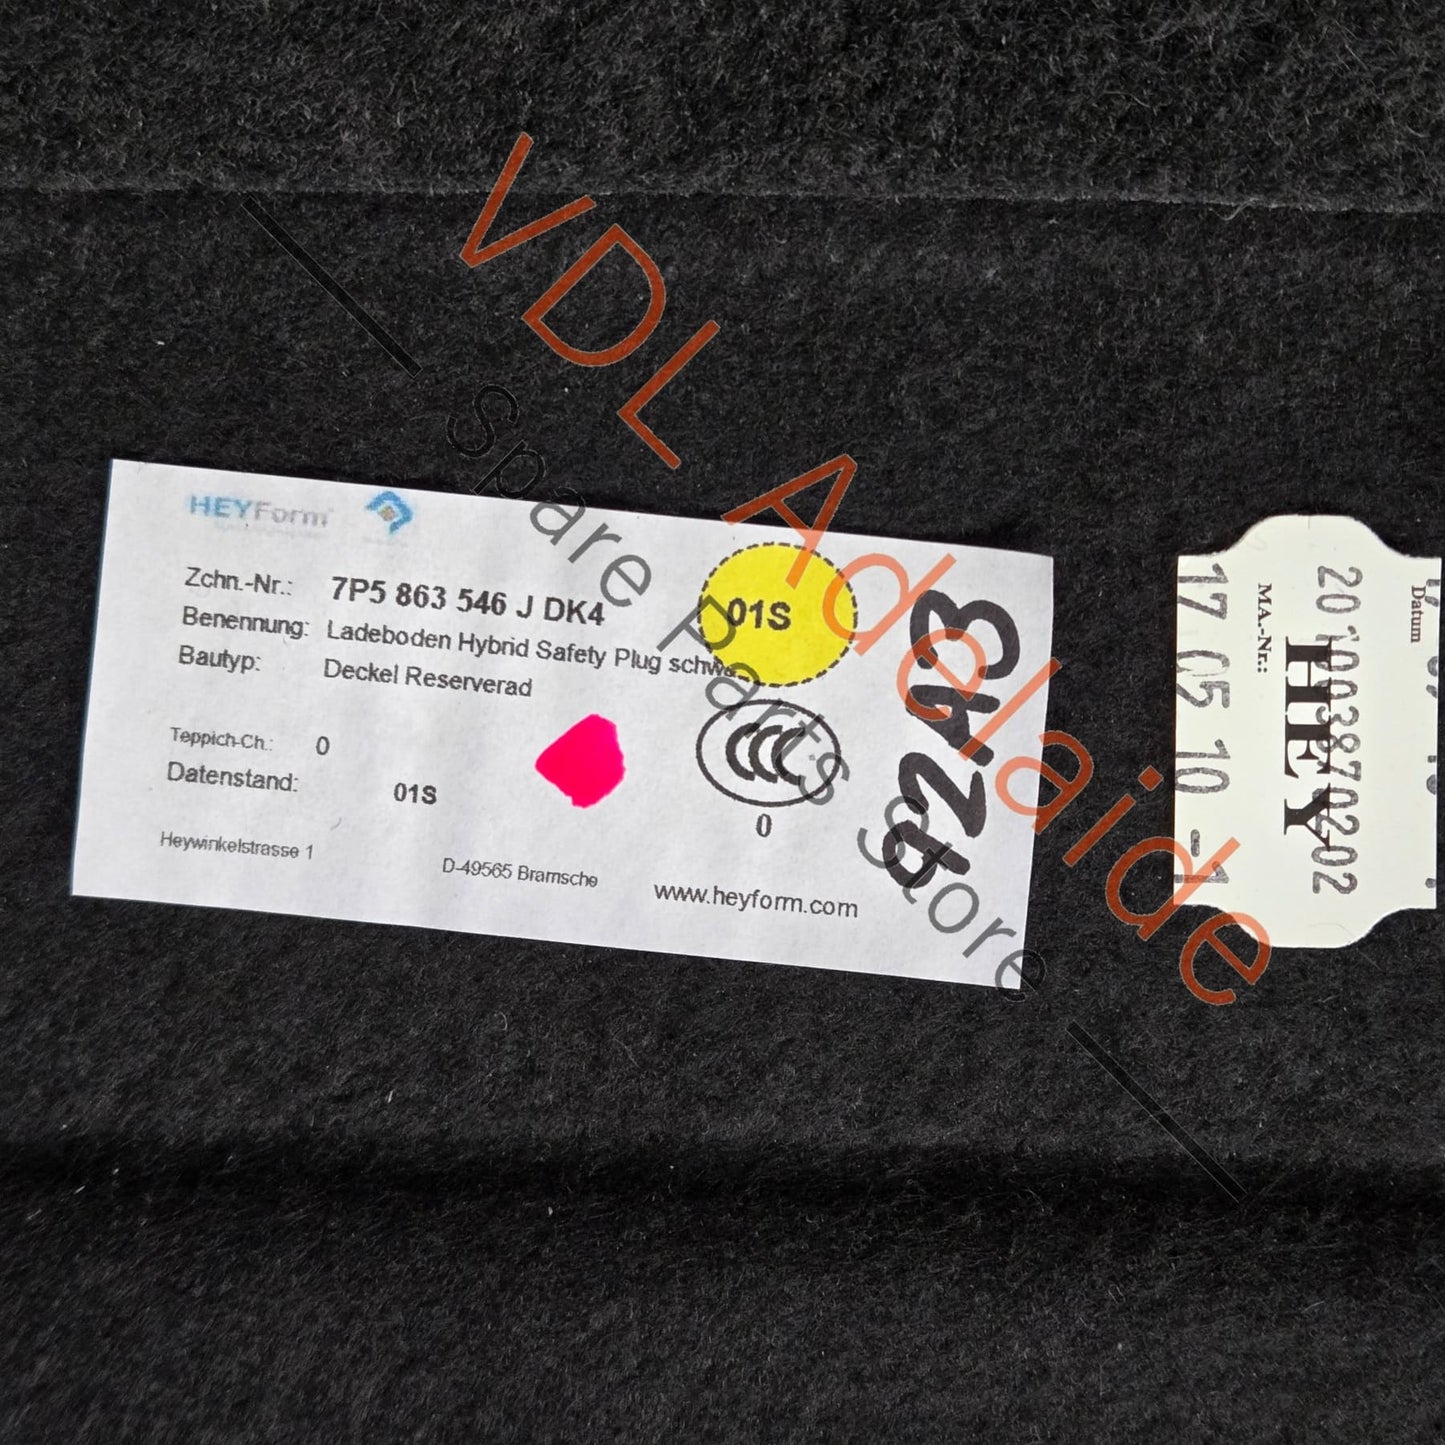 HEYForm
Zchn.-Nr.: 7P5 863 546 J DK4
Benennung: Ladeboden Hybrid Safety Plug schwa
Bautyp: Deckel Reserverad
Teppich-Ch.: 0
Datenstand: 01S
Heywinkelstrasse 1 D-49565 Bramsche www.heyform.com
01S
CCC
0
Datum
HEY
MA.-Nr.:
17 05 10 -1
VDL Adelaide
Spare Parts Store